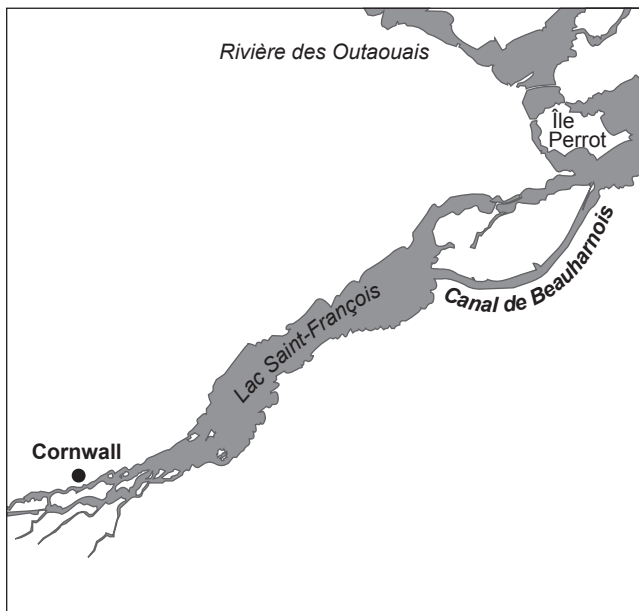 Rivière des Outaouais
Île
Perrot
Canal de Beauharnois
Lac Saint-François
Cornwall